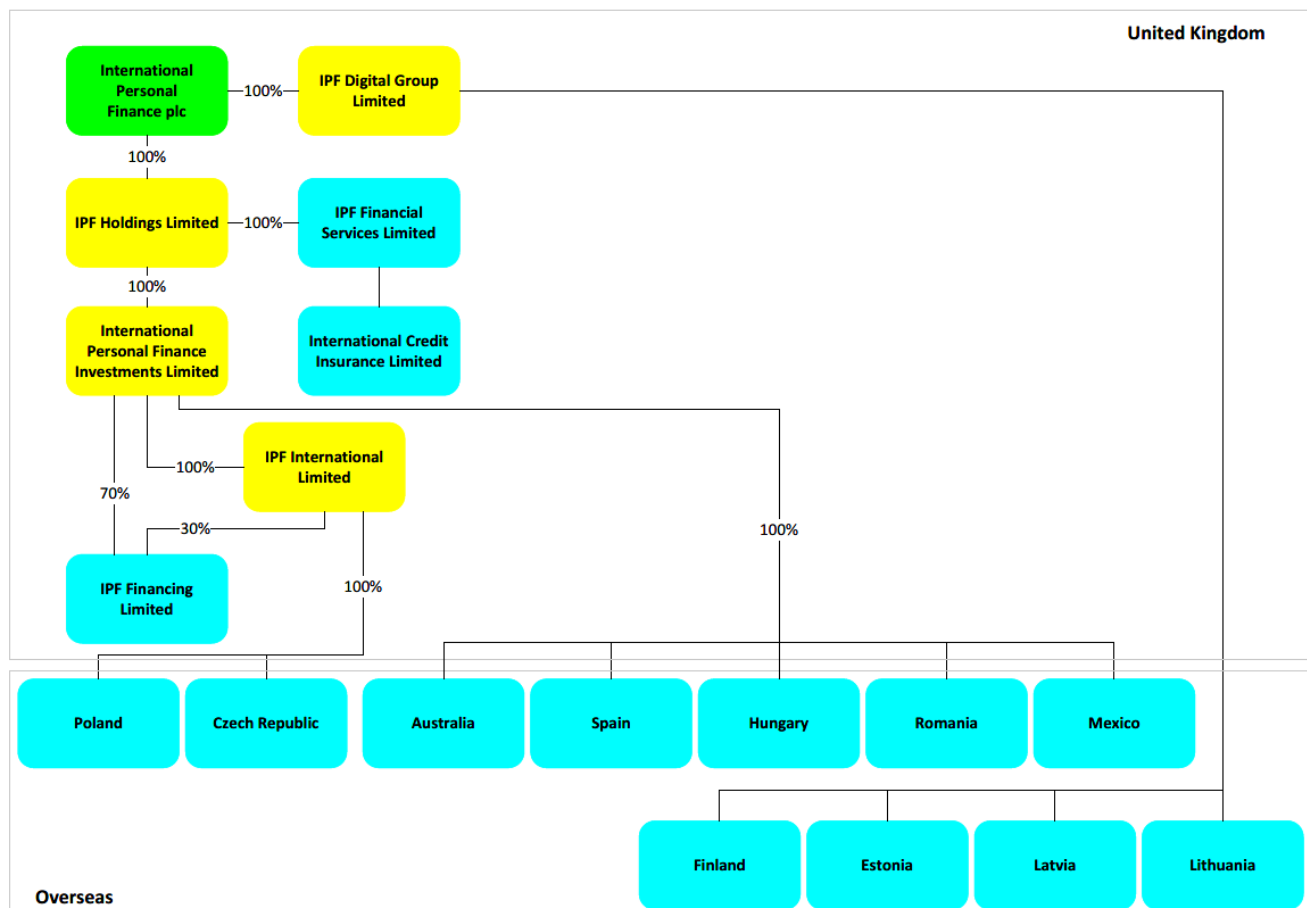 United Kingdom
International
Personal
Finance plc
100%
IPF Digital Group
Limited
100%
IPF Holdings Limited
100%
IPF Financial
Services Limited
100%
International
Personal Finance
Investments Limited
International Credit
Insurance Limited
IPF International
Limited
100%
70%
30%
100%
IPF Financing
Limited
100%
Poland
Czech Republic
Australia
Spain
Hungary
Romania
Mexico
Finland
Estonia
Latvia
Lithuania
Overseas